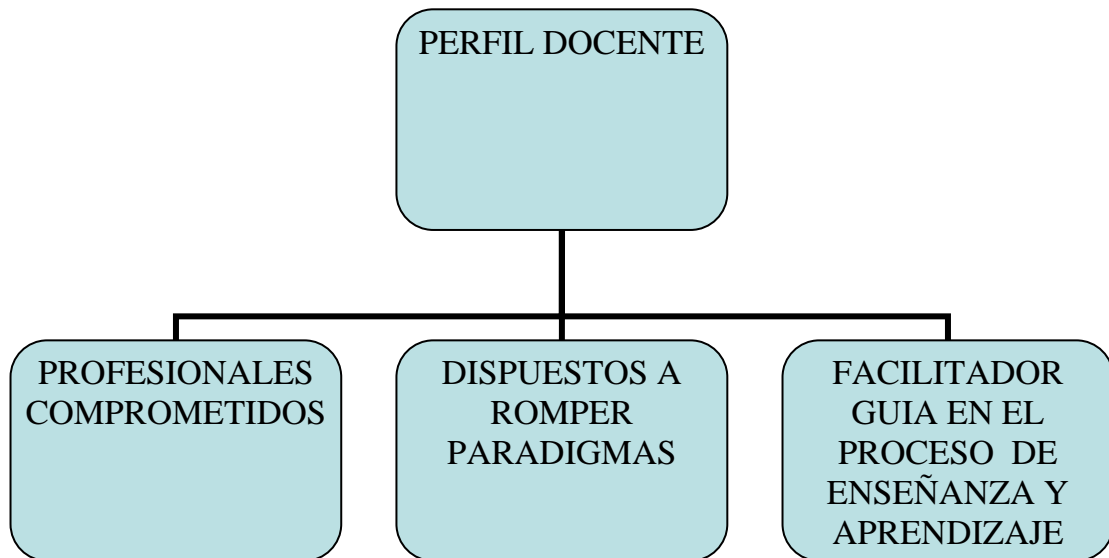 PERFIL DOCENTE
PROFESIONALES
COMPROMETIDOS
DISPUESTOS A
ROMPER
PARADIGMAS
FACILITADOR
GUIA EN EL
PROCESO DE
ENSEÑANZA Y
APRENDIZAJE